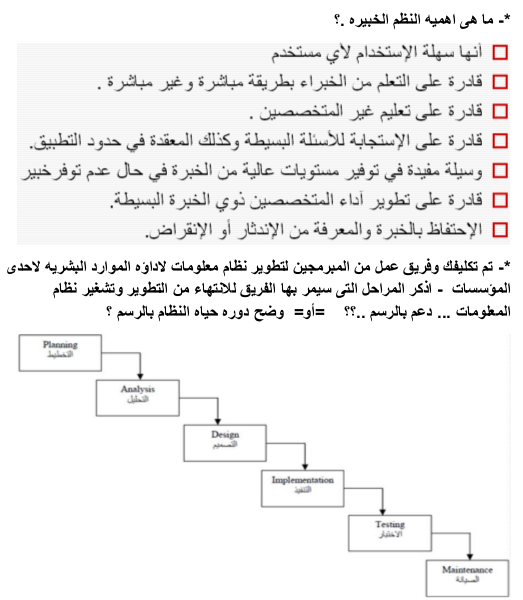 *- ما هى اهميه النظم الخبيره .؟
أنها سهلة الإستخدام لأي مستخدم
قادرة على التعلم من الخبراء بطريقة مباشرة وغير مباشرة .
قادرة على تعليم غير المتخصصين .
قادرة على الإستجابة للأسئلة البسيطة وكذلك المعقدة في حدود التطبيق.
وسيلة مفيدة في توفير مستويات عالية من الخبرة في حال عدم توفرخبير
قادرة على تطوير أداء المتخصصين ذوي الخبرة البسيطة.
الإحتفاظ بالخبرة والمعرفة من الإندثار أو الإنقراض.
*- تم تكليفك وفريق عمل من المبرمجين لتطوير نظام معلومات لاداؤه الموارد البشريه لاحدى
المؤسسات - اذكر المراحل التى سيمر بها الفريق للانتهاء من التطوير وتشغير نظام
المعلومات ... دعم بالرسم ..؟؟ =أو= وضح دوره حياه النظام بالرسم ؟
Planning
التخطيط
Analysis
التحليل
Design
التصميم
Implementation
التنفيذ
Testing
الاختبار
Maintenance
الصيانة